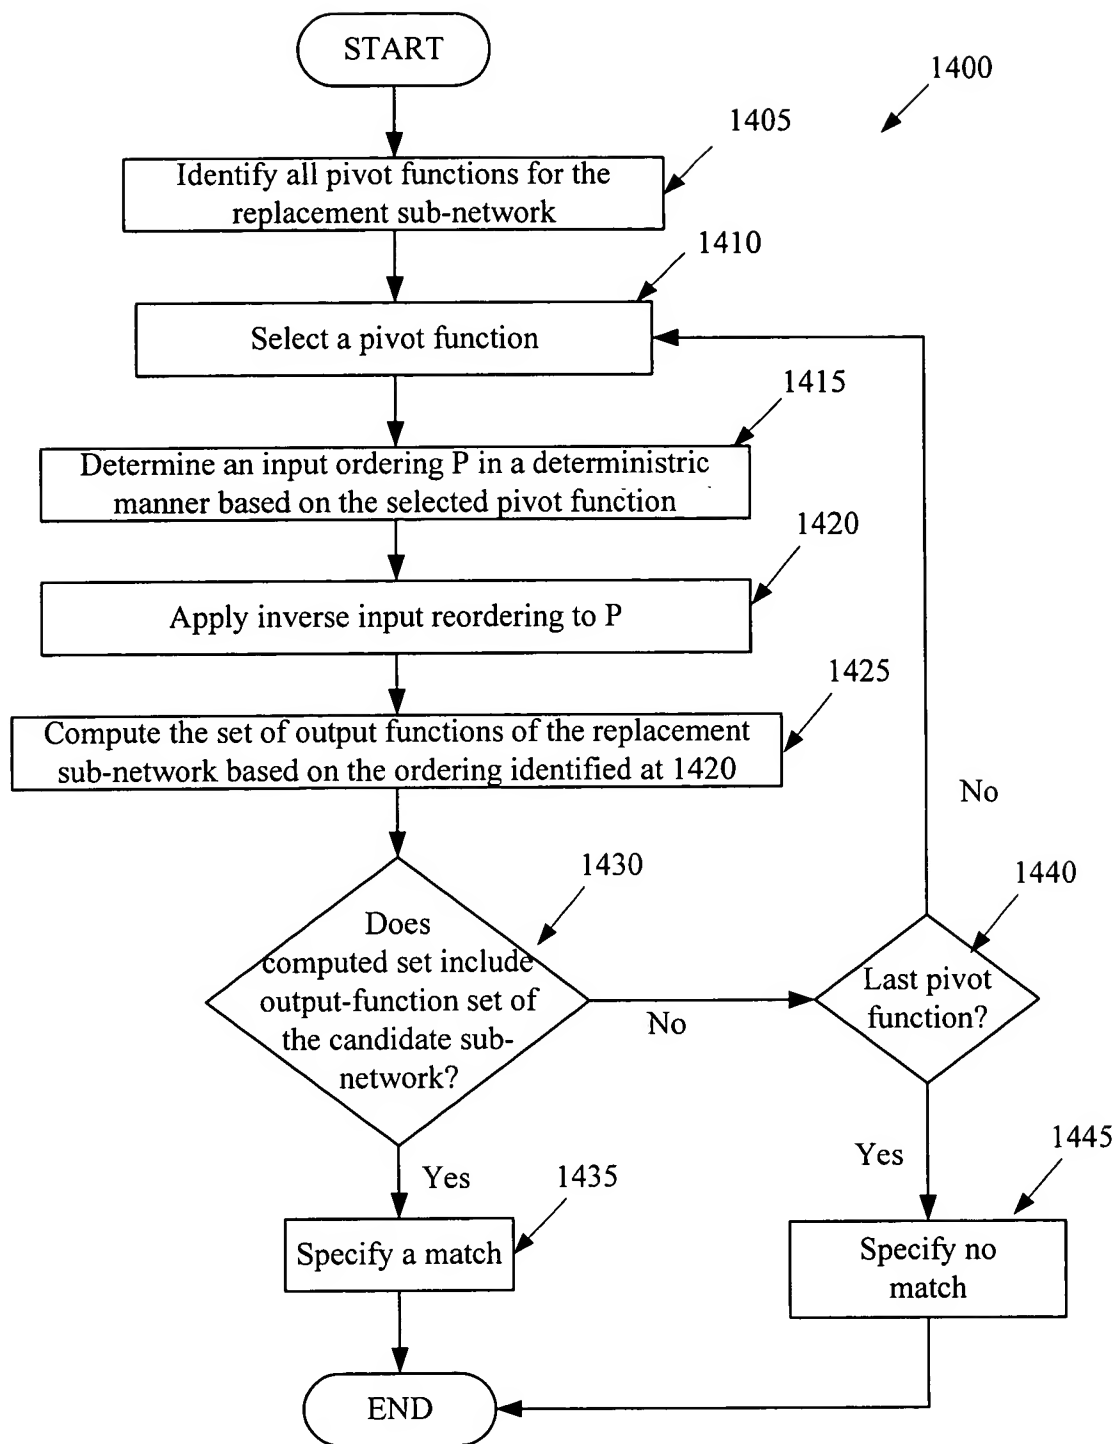 START
1400
1405
Identify all pivot functions for the
replacement sub-network
1410
Select a pivot function
1415
Determine an input ordering P in a deterministric
manner based on the selected pivot function
1420
Apply inverse input reordering to P
1425
Compute the set of output functions of the replacement
sub-network based on the ordering identified at 1420
No
1430
Does
computed set include
output-function set of
the candidate sub-
network?
No
1440
Last pivot
function?
Yes
1435
Specify a match
Yes
1445
Specify no
match
END